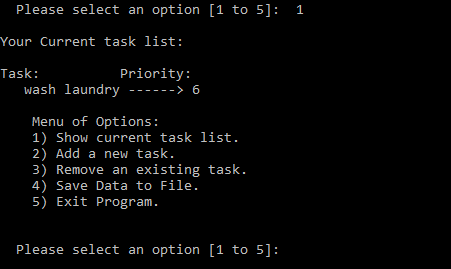 Please select an option [1 to 5]:  1
Your Current task list:
Task:          Priority:
wash laundry ------> 6
Menu of Options:
1) Show current task list.
2) Add a new task.
3) Remove an existing task.
4) Save Data to File.
5) Exit Program.
Please select an option [1 to 5]: